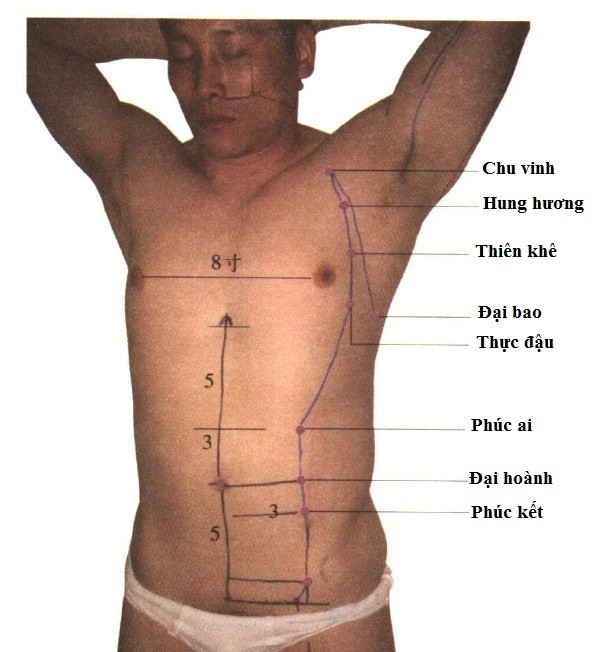 Chu vinh
Hung hương
Thiên khê
8寸
Đại bao
Thực đậu
5
Phúc ai
3
Đại hoành
3
Phúc kết
5